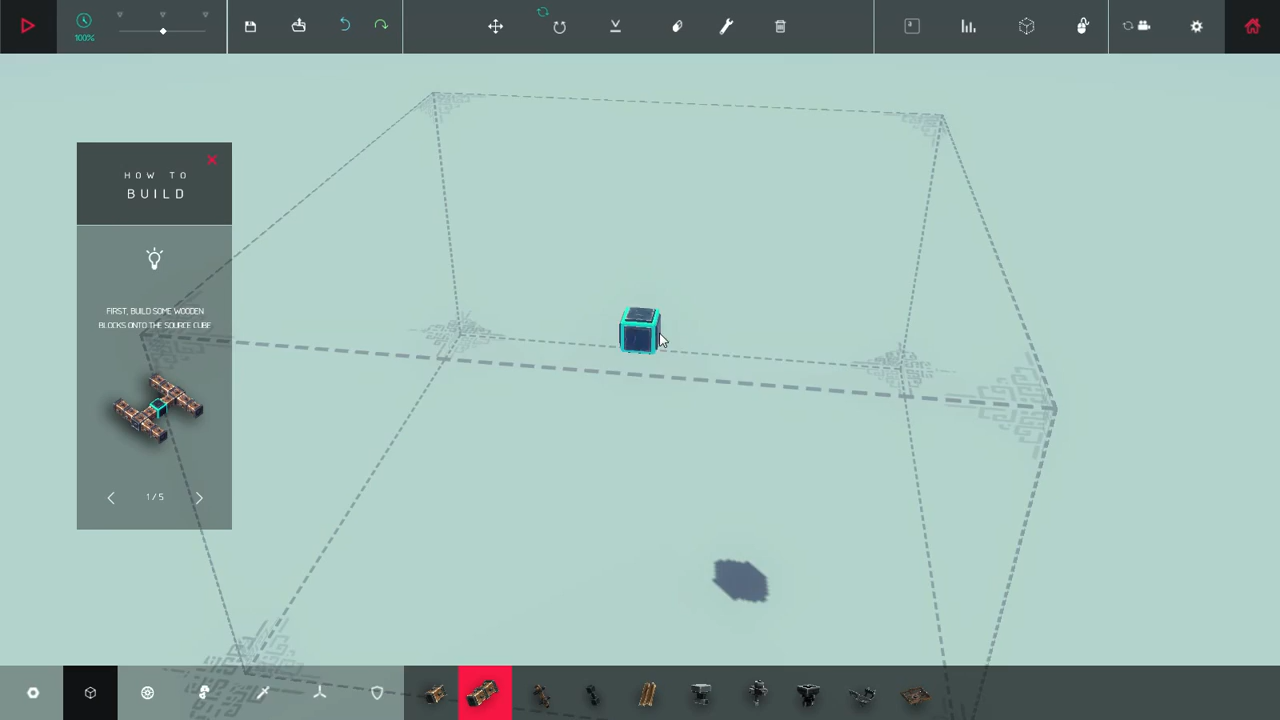 100%
HOW TO
BUILD
FIRST, BUILD SOME WOODEN
BLOCKS ONTO THE SOURCE CUBE
1/5